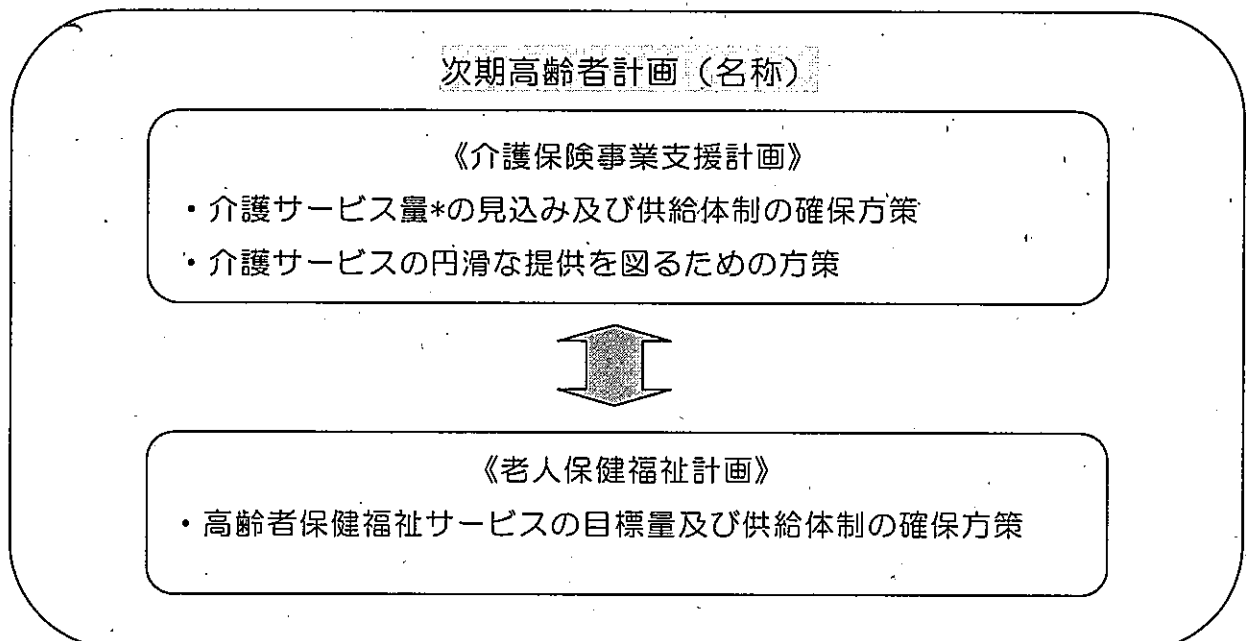 次期高齢者計画（名称）
《介護保険事業支援計画》
・介護サービス量*の見込み及び供給体制の確保方策
・介護サービスの円滑な提供を図るための方策
《老人保健福祉計画》
・高齢者保健福祉サービスの目標量及び供給体制の確保方策